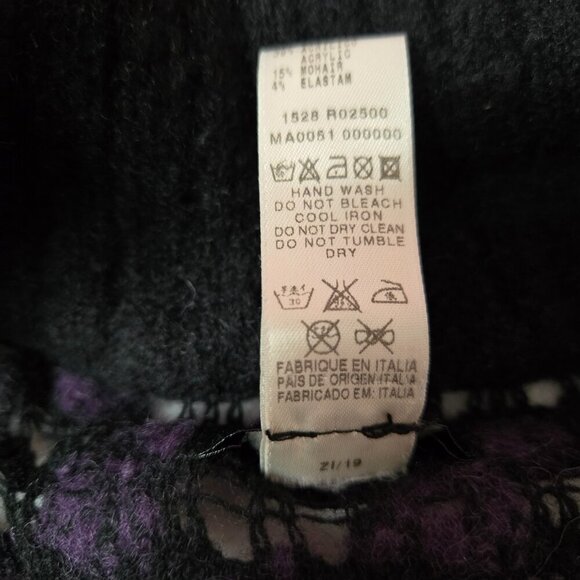 ACRYLIC
15% MOHAIR
4% ELASTAM
1528 R02500
MA0051 000000
HAND WASH
DO NOT BLEACH
COOL IRON
DO NOT DRY CLEAN
DO NOT TUMBLE
DRY
30
FABRIQUE EN ITALIA
PAIS DE ORIGEN ITALIA
FABRICADO EM: ITALIA
ZI/19